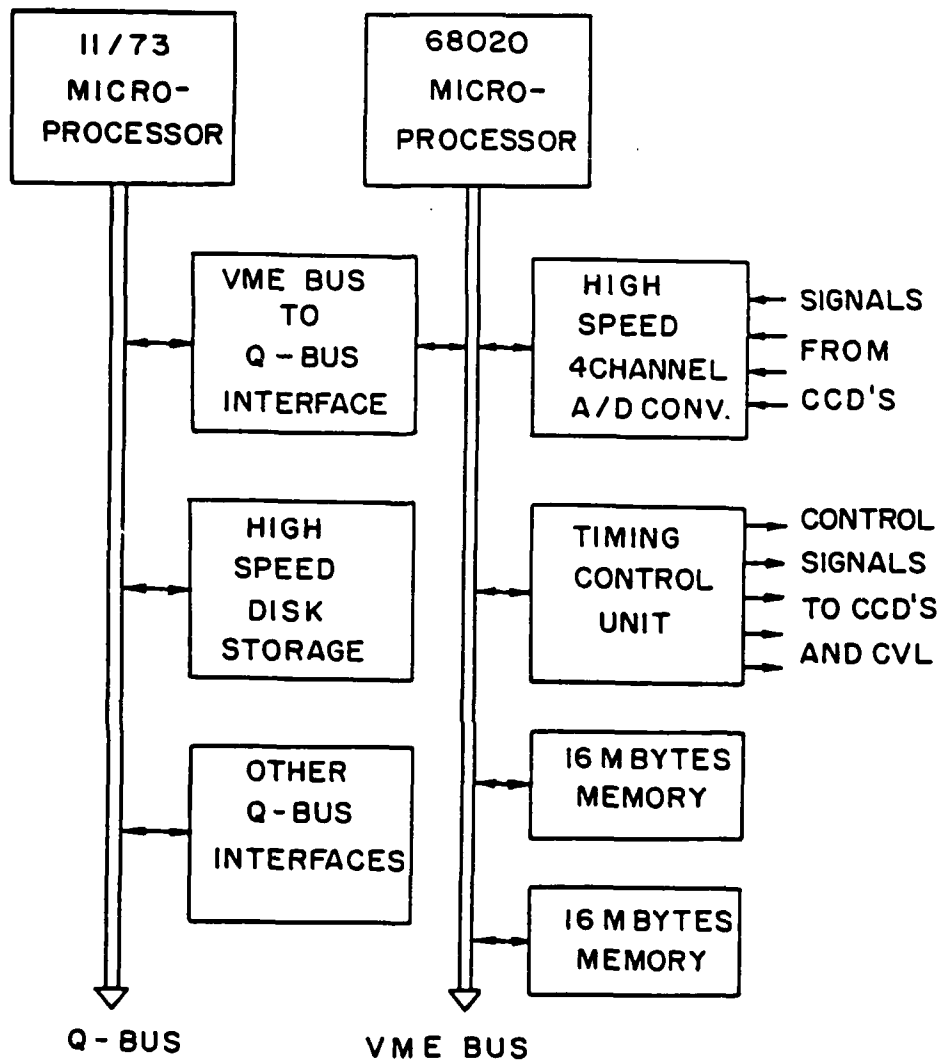 11/73
MICRO-
PROCESSOR
68020
MICRO-
PROCESSOR
VME BUS
TO
Q-BUS
INTERFACE
HIGH
SPEED
4 CHANNEL
A/D CONV.
SIGNALS
FROM
CCD'S
HIGH
SPEED
DISK
STORAGE
TIMING
CONTROL
UNIT
CONTROL
SIGNALS
TO CCD'S
AND CVL
OTHER
Q-BUS
INTERFACES
16 M BYTES
MEMORY
16 M BYTES
MEMORY
Q-BUS
VME BUS